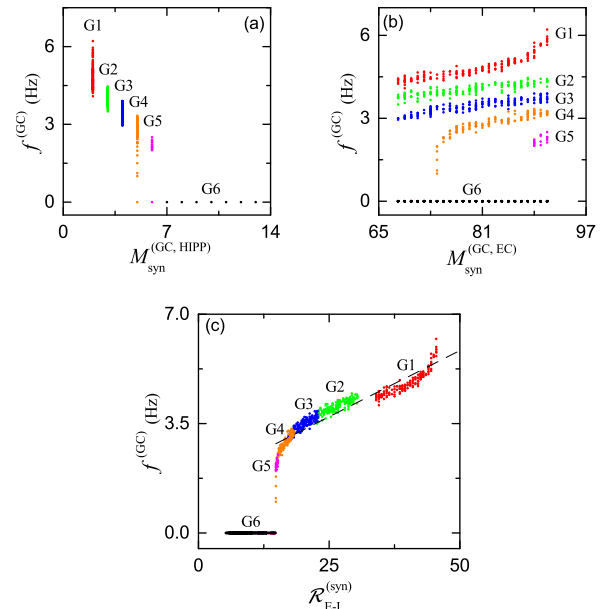 (a)
G1
G2
G3
G4
G5
G6
6
3
0
0 7 14
f^(GC) (Hz)
M_syn^(GC, HIPP)
(b)
G1
G2
G3
G4
G5
G6
6
3
0
65 81 97
f^(GC) (Hz)
M_syn^(GC, EC)
(c)
G1
G2
G3
G4
G5
G6
7.0
3.5
0.0
0 25 50
f^(GC) (Hz)
R_E-I^(syn)